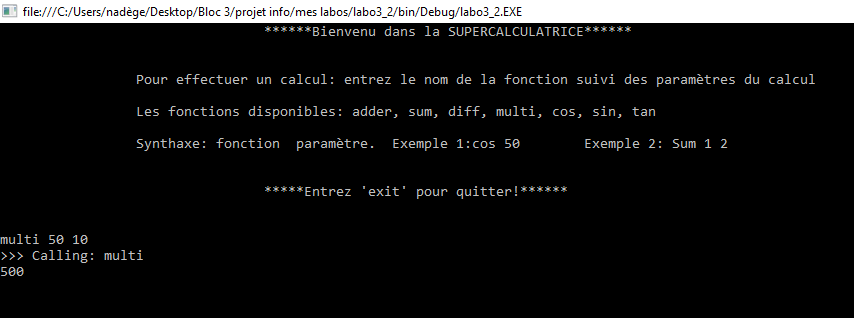 file:///C:/Users/nadège/Desktop/Bloc 3/projet info/mes labos/labo3_2/bin/Debug/labo3_2.EXE
******Bienvenu dans la SUPERCALCULATRICE******
Pour effectuer un calcul: entrez le nom de la fonction suivi des paramètres du calcul
Les fonctions disponibles: adder, sum, diff, multi, cos, sin, tan
Synthaxe: fonction  paramètre.  Exemple 1:cos 50        Exemple 2: Sum 1 2
*****Entrez 'exit' pour quitter!******
multi 50 10
>>> Calling: multi
500